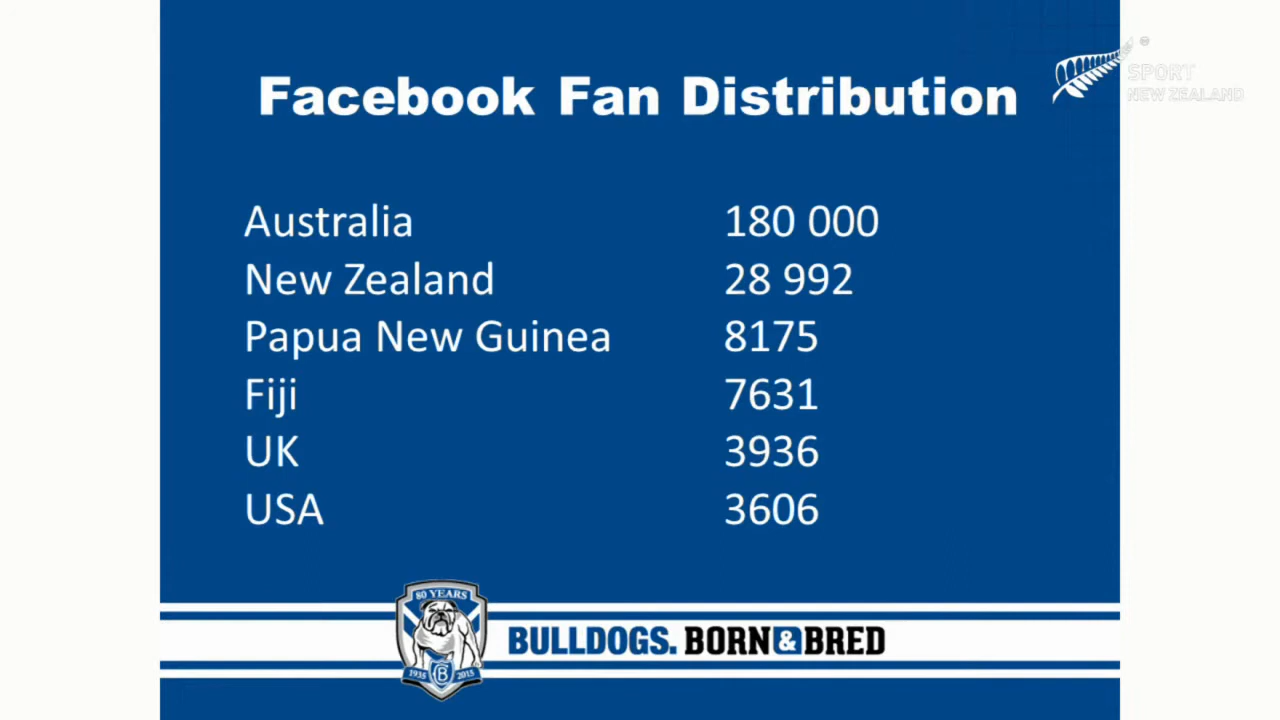 Facebook Fan Distribution
SPORT
NEW ZEALAND
Australia 180 000
New Zealand 28 992
Papua New Guinea 8175
Fiji 7631
UK 3936
USA 3606
80 YEARS
BULLDOGS. BORN&BRED
1935 CB 2015